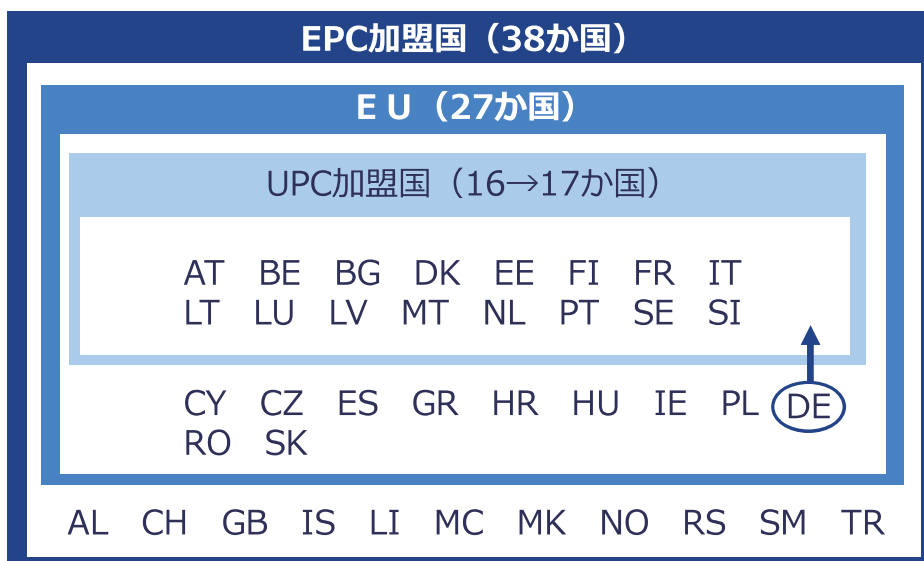 EPC加盟国（38か国）
EU（27か国）
UPC加盟国（16→17か国）
AT BE BG DK EE FI FR IT
LT LU LV MT NL PT SE SI
CY CZ ES GR HR HU IE PL DE
RO SK
AL CH GB IS LI MC MK NO RS SM TR